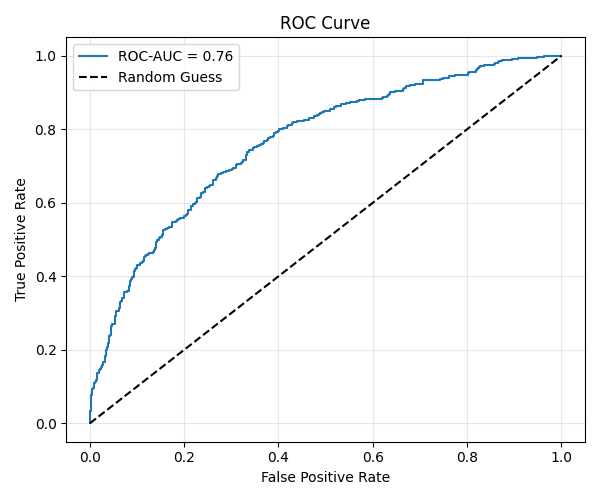 ROC Curve
ROC-AUC = 0.76
Random Guess
True Positive Rate
1.0
0.8
0.6
0.4
0.2
0.0
0.0 0.2 0.4 0.6 0.8 1.0
False Positive Rate